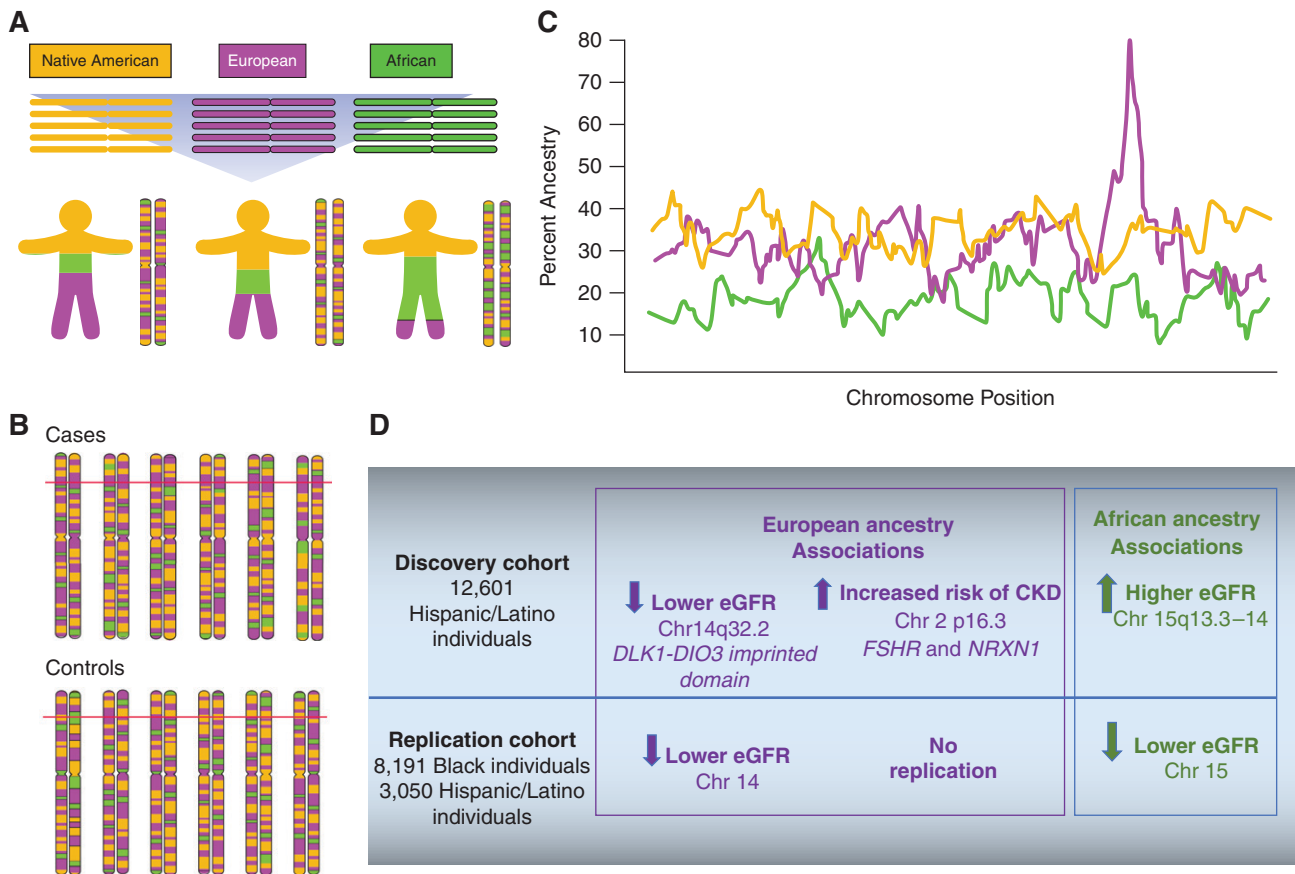 A
Native American
European
African
B
Cases
Controls
C
80
70
60
50
40
30
20
10
Percent Ancestry
Chromosome Position
D
Discovery cohort
12,601
Hispanic/Latino
individuals
European ancestry
Associations
Lower eGFR
Chr14q32.2
DLK1-DIO3 imprinted
domain
Increased risk of CKD
Chr 2 p16.3
FSHR and NRXN1
African ancestry
Associations
Higher eGFR
Chr 15q13.3–14
Replication cohort
8,191 Black individuals
3,050 Hispanic/Latino
individuals
Lower eGFR
Chr 14
No
replication
Lower eGFR
Chr 15